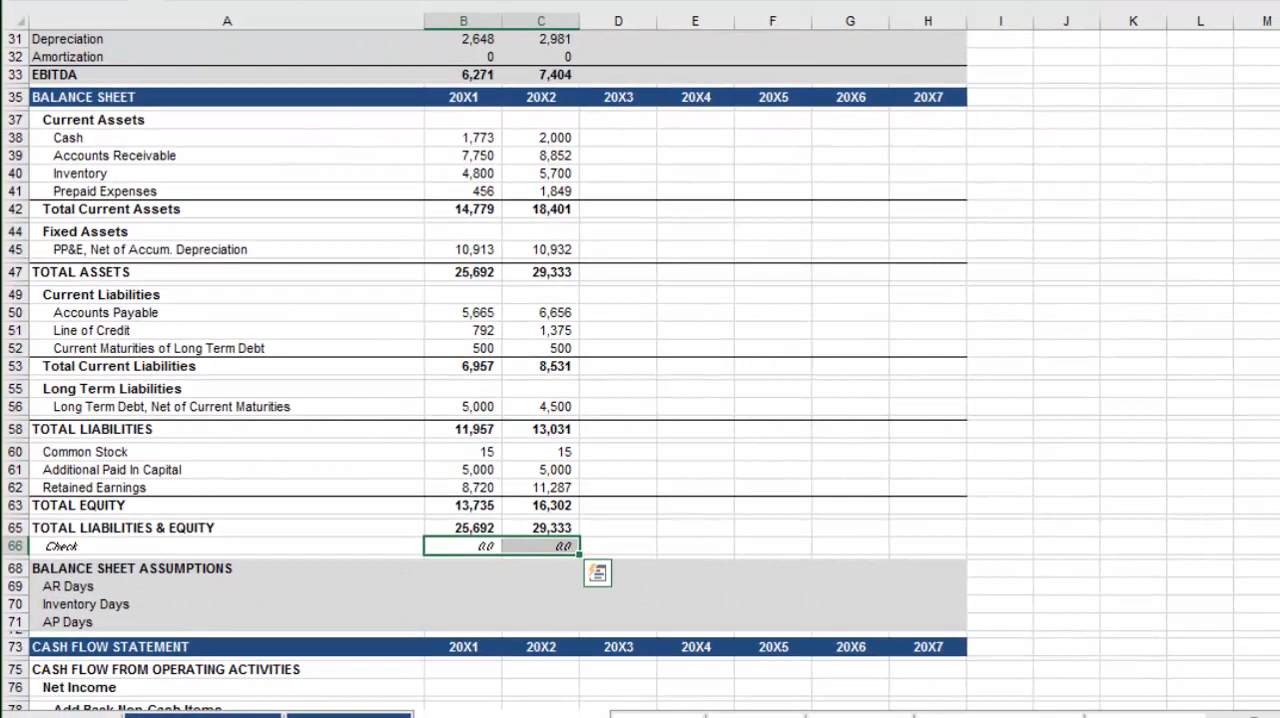 A B C D E F G H I J K L M
31 Depreciation 2,648 2,981
32 Amortization 0 0
33 EBITDA 6,271 7,404
35 BALANCE SHEET 20X1 20X2 20X3 20X4 20X5 20X6 20X7
37 Current Assets
38 Cash 1,773 2,000
39 Accounts Receivable 7,750 8,852
40 Inventory 4,800 5,700
41 Prepaid Expenses 456 1,849
42 Total Current Assets 14,779 18,401
44 Fixed Assets
45 PP&E, Net of Accum. Depreciation 10,913 10,932
47 TOTAL ASSETS 25,692 29,333
49 Current Liabilities
50 Accounts Payable 5,665 6,656
51 Line of Credit 792 1,375
52 Current Maturities of Long Term Debt 500 500
53 Total Current Liabilities 6,957 8,531
55 Long Term Liabilities
56 Long Term Debt, Net of Current Maturities 5,000 4,500
58 TOTAL LIABILITIES 11,957 13,031
60 Common Stock 15 15
61 Additional Paid In Capital 5,000 5,000
62 Retained Earnings 8,720 11,287
63 TOTAL EQUITY 13,735 16,302
65 TOTAL LIABILITIES & EQUITY 25,692 29,333
66 Check 0.0 0.0
68 BALANCE SHEET ASSUMPTIONS
69 AR Days
70 Inventory Days
71 AP Days
73 CASH FLOW STATEMENT 20X1 20X2 20X3 20X4 20X5 20X6 20X7
75 CASH FLOW FROM OPERATING ACTIVITIES
76 Net Income
78 Add Back Non-Cash Items